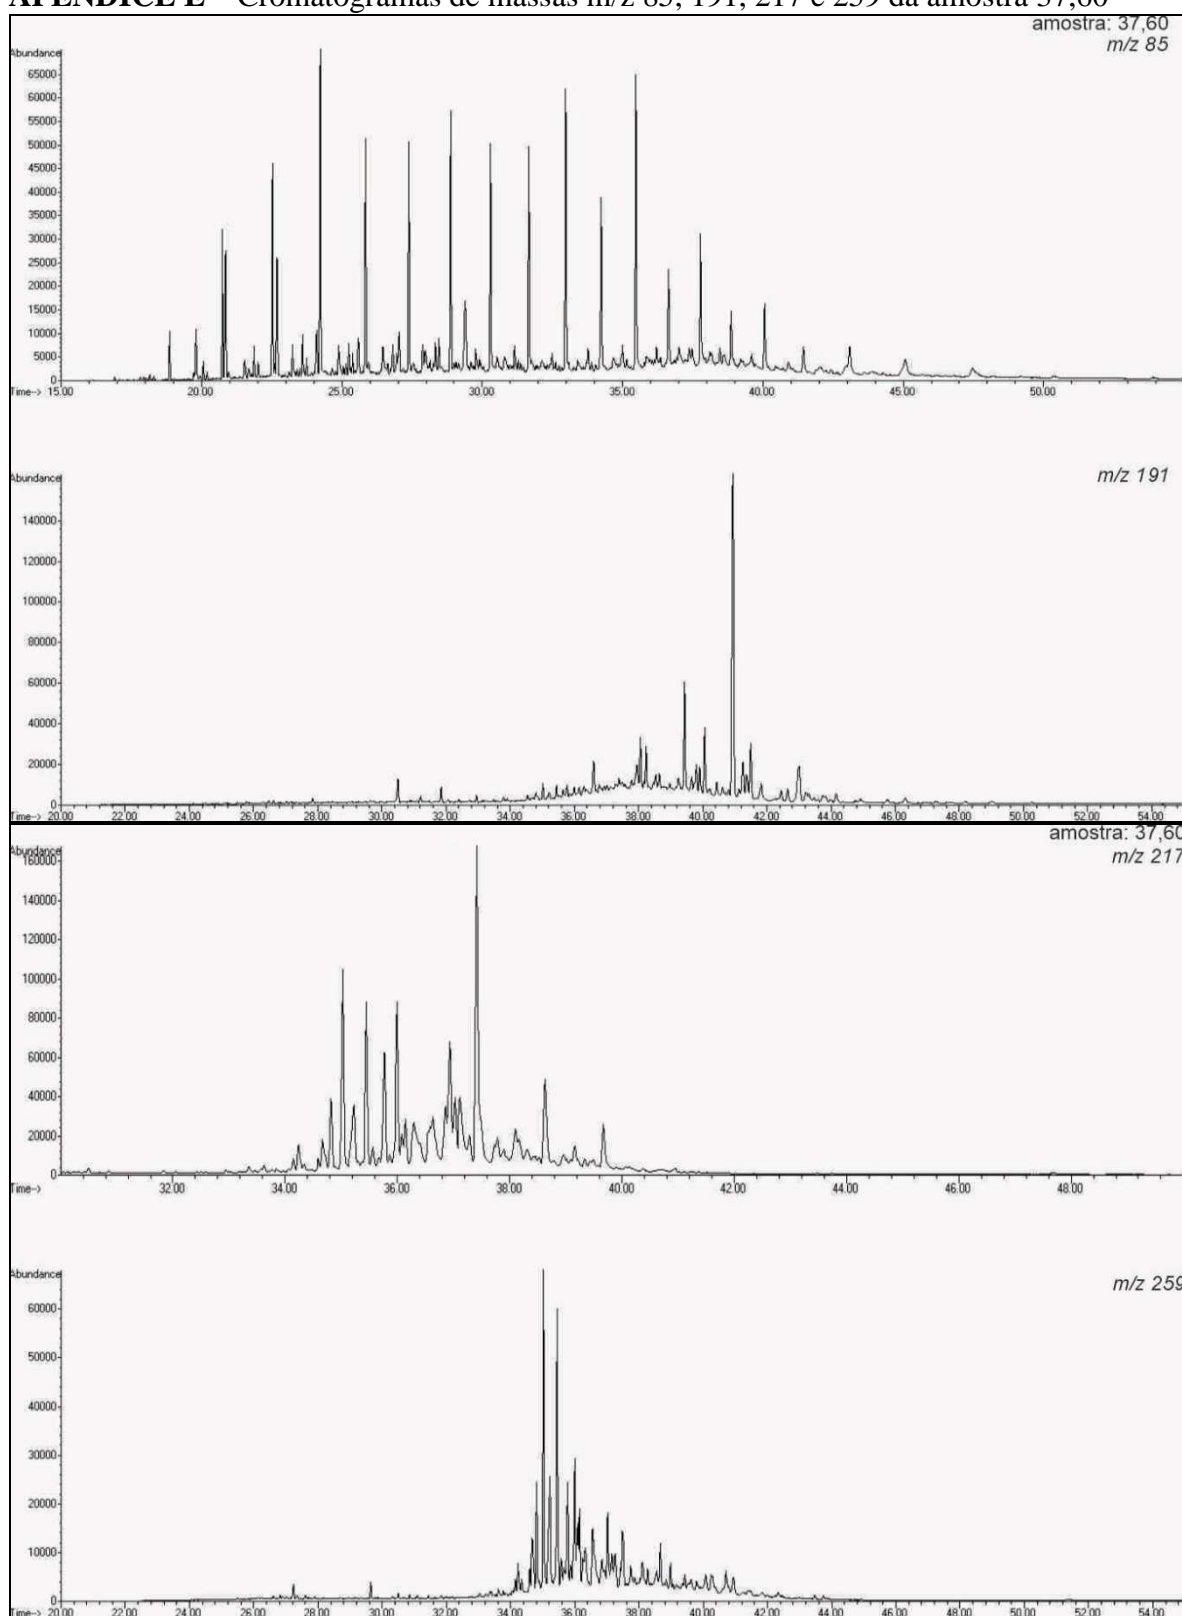 APÊNDICE E – Cromatogramas de massas m/z 85, 191, 217 e 259 da amostra 37,60
amostra: 37,60
m/z 85
Abundance
65000
60000
55000
50000
45000
40000
35000
30000
25000
20000
15000
10000
5000
0
Time--> 15.00 20.00 25.00 30.00 35.00 40.00 45.00 50.00
Abundance
m/z 191
140000
120000
100000
80000
60000
40000
20000
0
Time--> 20.00 22.00 24.00 26.00 28.00 30.00 32.00 34.00 36.00 38.00 40.00 42.00 44.00 46.00 48.00 50.00 52.00 54.00
amostra: 37,60
m/z 217
Abundance
160000
140000
120000
100000
80000
60000
40000
20000
0
Time--> 32.00 34.00 36.00 38.00 40.00 42.00 44.00 46.00 48.00
Abundance
m/z 259
60000
50000
40000
30000
20000
10000
0
Time--> 20.00 22.00 24.00 26.00 28.00 30.00 32.00 34.00 36.00 38.00 40.00 42.00 44.00 46.00 48.00 50.00 52.00 54.00